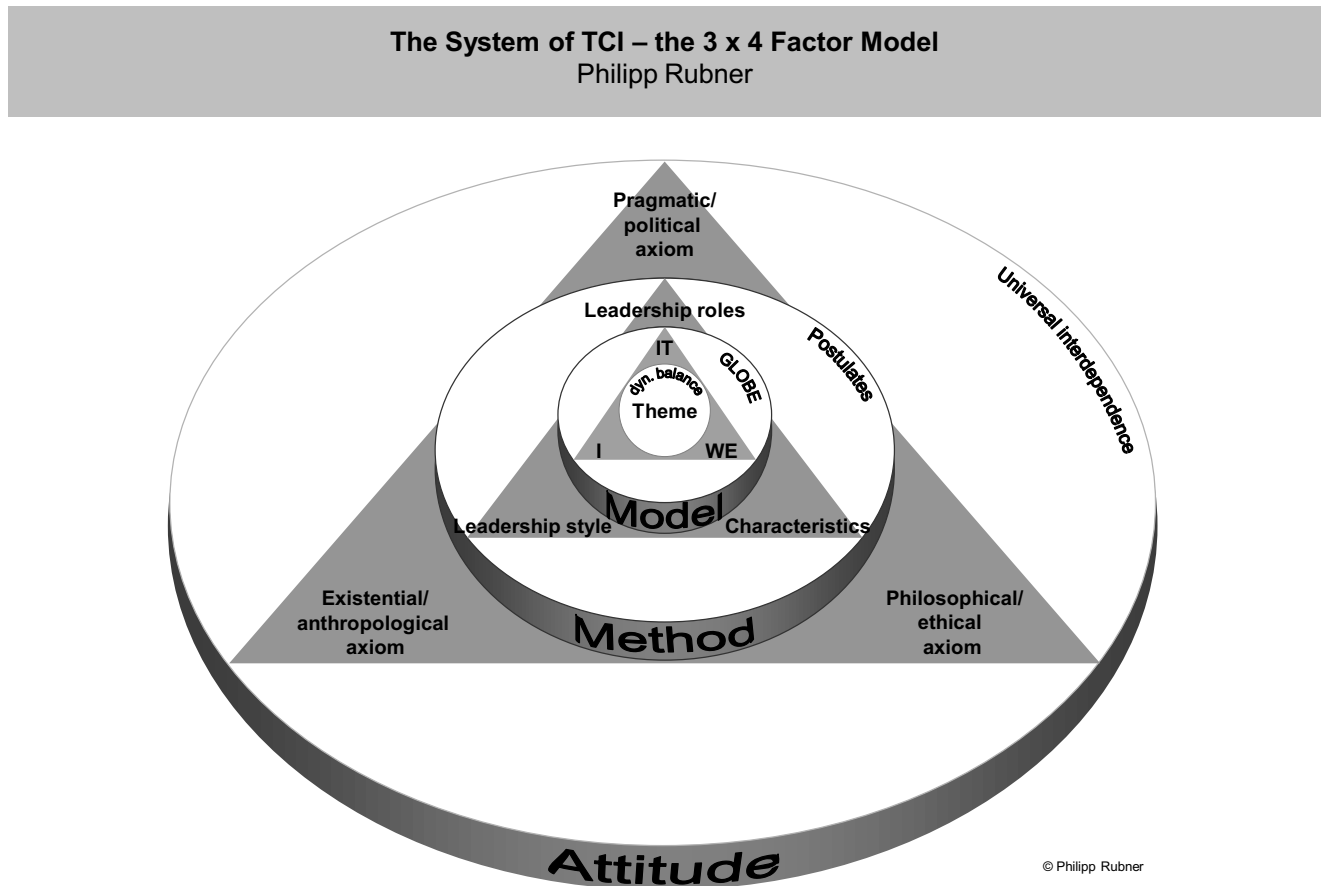 The System of TCI – the 3 x 4 Factor Model
Philipp Rubner
Pragmatic/
political
axiom
Universal interdependence
Leadership roles
Postulates
IT
GLOBE
dyn. balance
Theme
I
WE
Model
Leadership style
Characteristics
Existential/
anthropological
axiom
Philosophical/
ethical
axiom
Method
Attitude
© Philipp Rubner